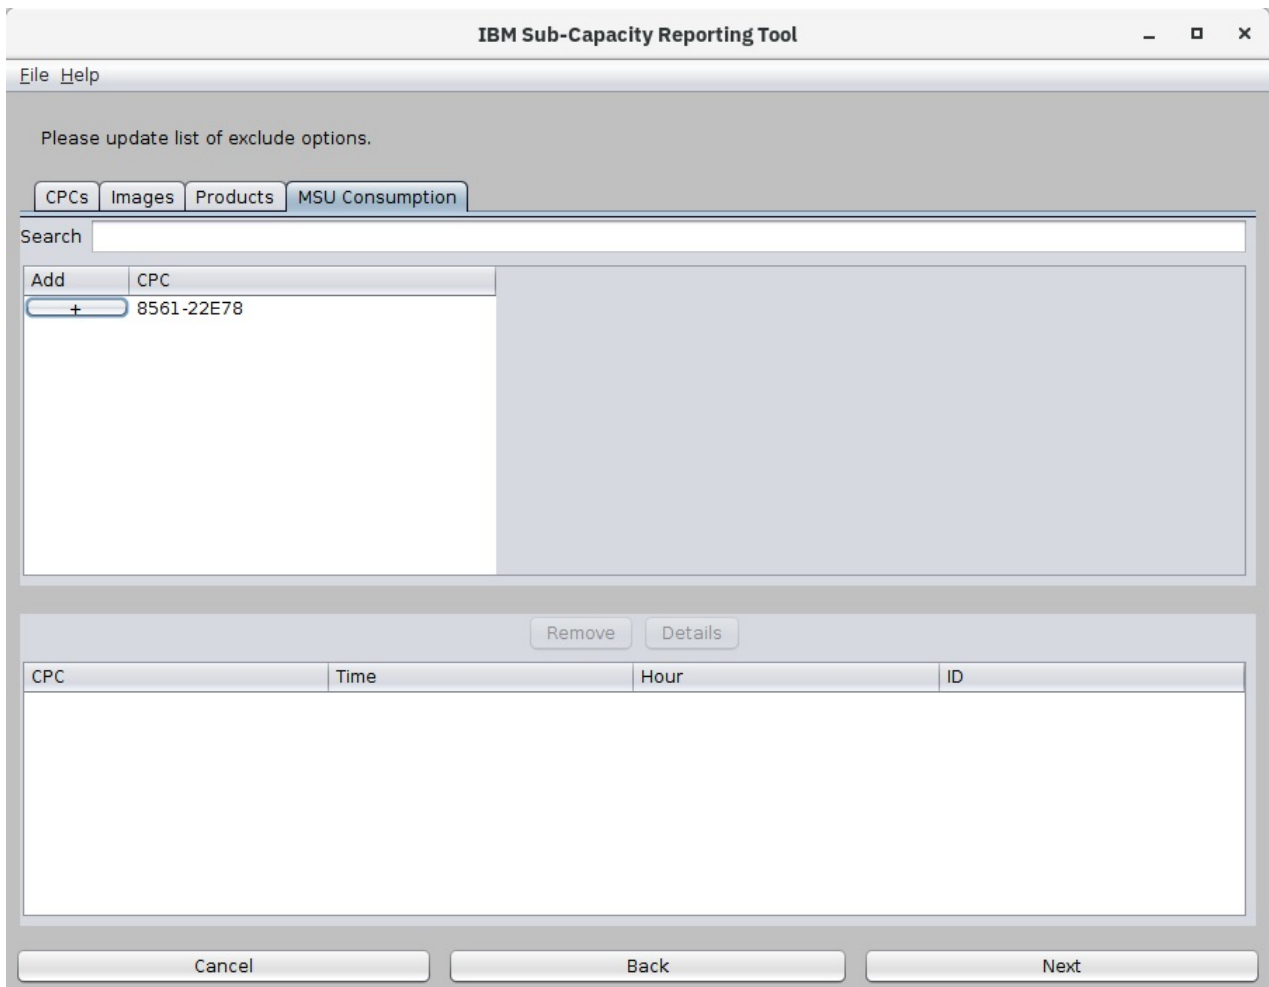 IBM Sub-Capacity Reporting Tool
File Help
Please update list of exclude options.
CPCs Images Products MSU Consumption
Search
Add CPC
+ 8561-22E78
Remove Details
CPC Time Hour ID
Cancel Back Next